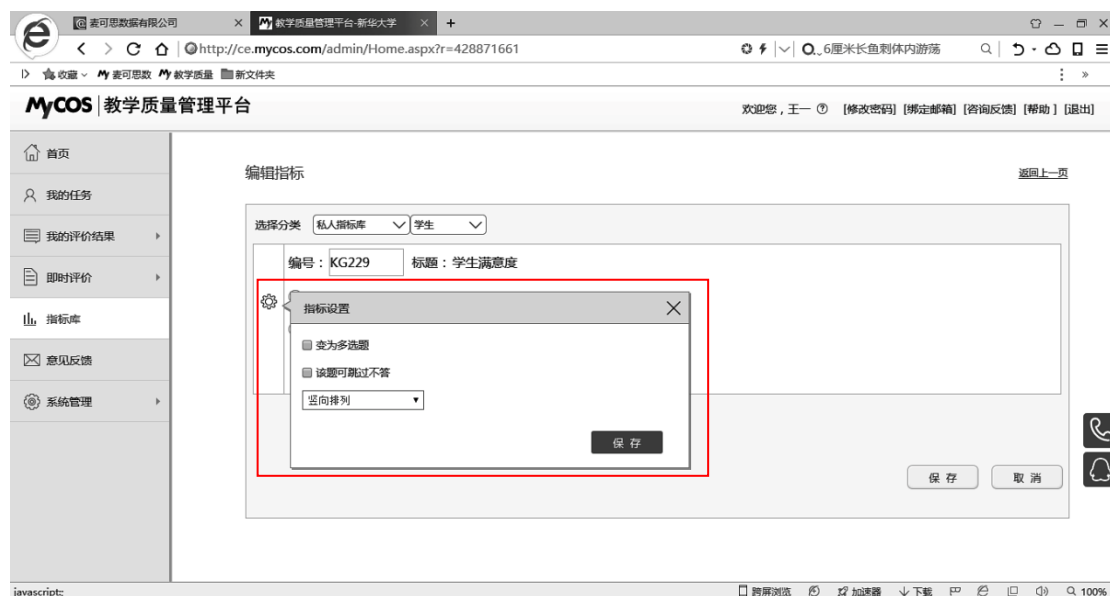 麦可思数据有限公司
教学质量管理平台-新华大学
http://ce.mycos.com/admin/Home.aspx?r=428871661
6厘米长鱼刺体内游荡
收藏 麦可思数 教学质量 新文件夹
MyCOS 教学质量管理平台
欢迎您，王一 [修改密码] [绑定邮箱] [咨询反馈] [帮助] [退出]
首页
我的任务
我的评价结果
即时评价
指标库
意见反馈
系统管理
编辑指标
返回上一页
选择分类 私人指标库 学生
编号：KG229 标题：学生满意度
指标设置
变为多选题
该题可跳过不答
竖向排列
保 存
保 存 取 消
javascript:;
跨屏浏览 加速器 下载 100%